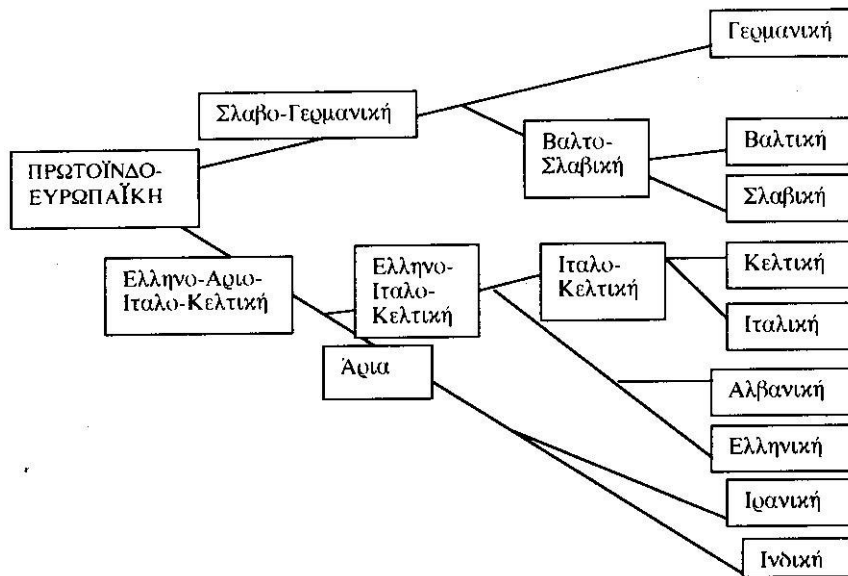 Γερμανική
Σλαβο-Γερμανική
Βαλτο-
Σλαβική
Βαλτική
Σλαβική
ΠΡΩΤΟΪΝΔΟ-
ΕΥΡΩΠΑΪΚΗ
Ελληνο-Αριο-
Ιταλο-Κελτική
Ελληνο-
Ιταλο-
Κελτική
Ιταλο-
Κελτική
Κελτική
Ιταλική
Άρια
Αλβανική
Ελληνική
Ιρανική
Ινδική